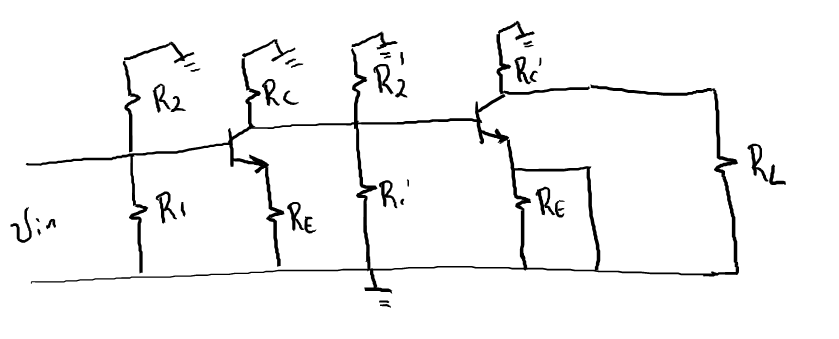 R2 RC R2' RC'
Vin R1 RE R1' RE RL